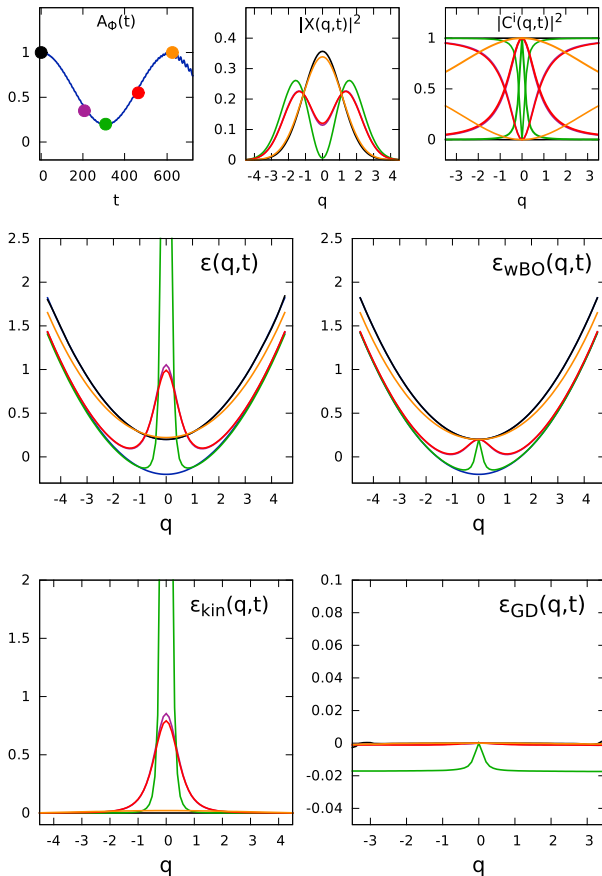 A_Φ(t)
|X(q,t)|²
|Cⁱ(q,t)|²
1
0.5
0
0 200 400 600
t
0.4
0.3
0.2
0.1
0
-4 -3 -2 -1 0 1 2 3 4
q
1
0.5
0
-3 -2 -1 0 1 2 3
q
ε(q,t)
2.5
2
1.5
1
0.5
0
-4 -3 -2 -1 0 1 2 3 4
q
ε_wBO(q,t)
2.5
2
1.5
1
0.5
0
-4 -3 -2 -1 0 1 2 3 4
q
ε_kin(q,t)
2
1.5
1
0.5
0
-4 -3 -2 -1 0 1 2 3 4
q
ε_GD(q,t)
0.1
0.08
0.06
0.04
0.02
0
-0.02
-0.04
-3 -2 -1 0 1 2 3
q